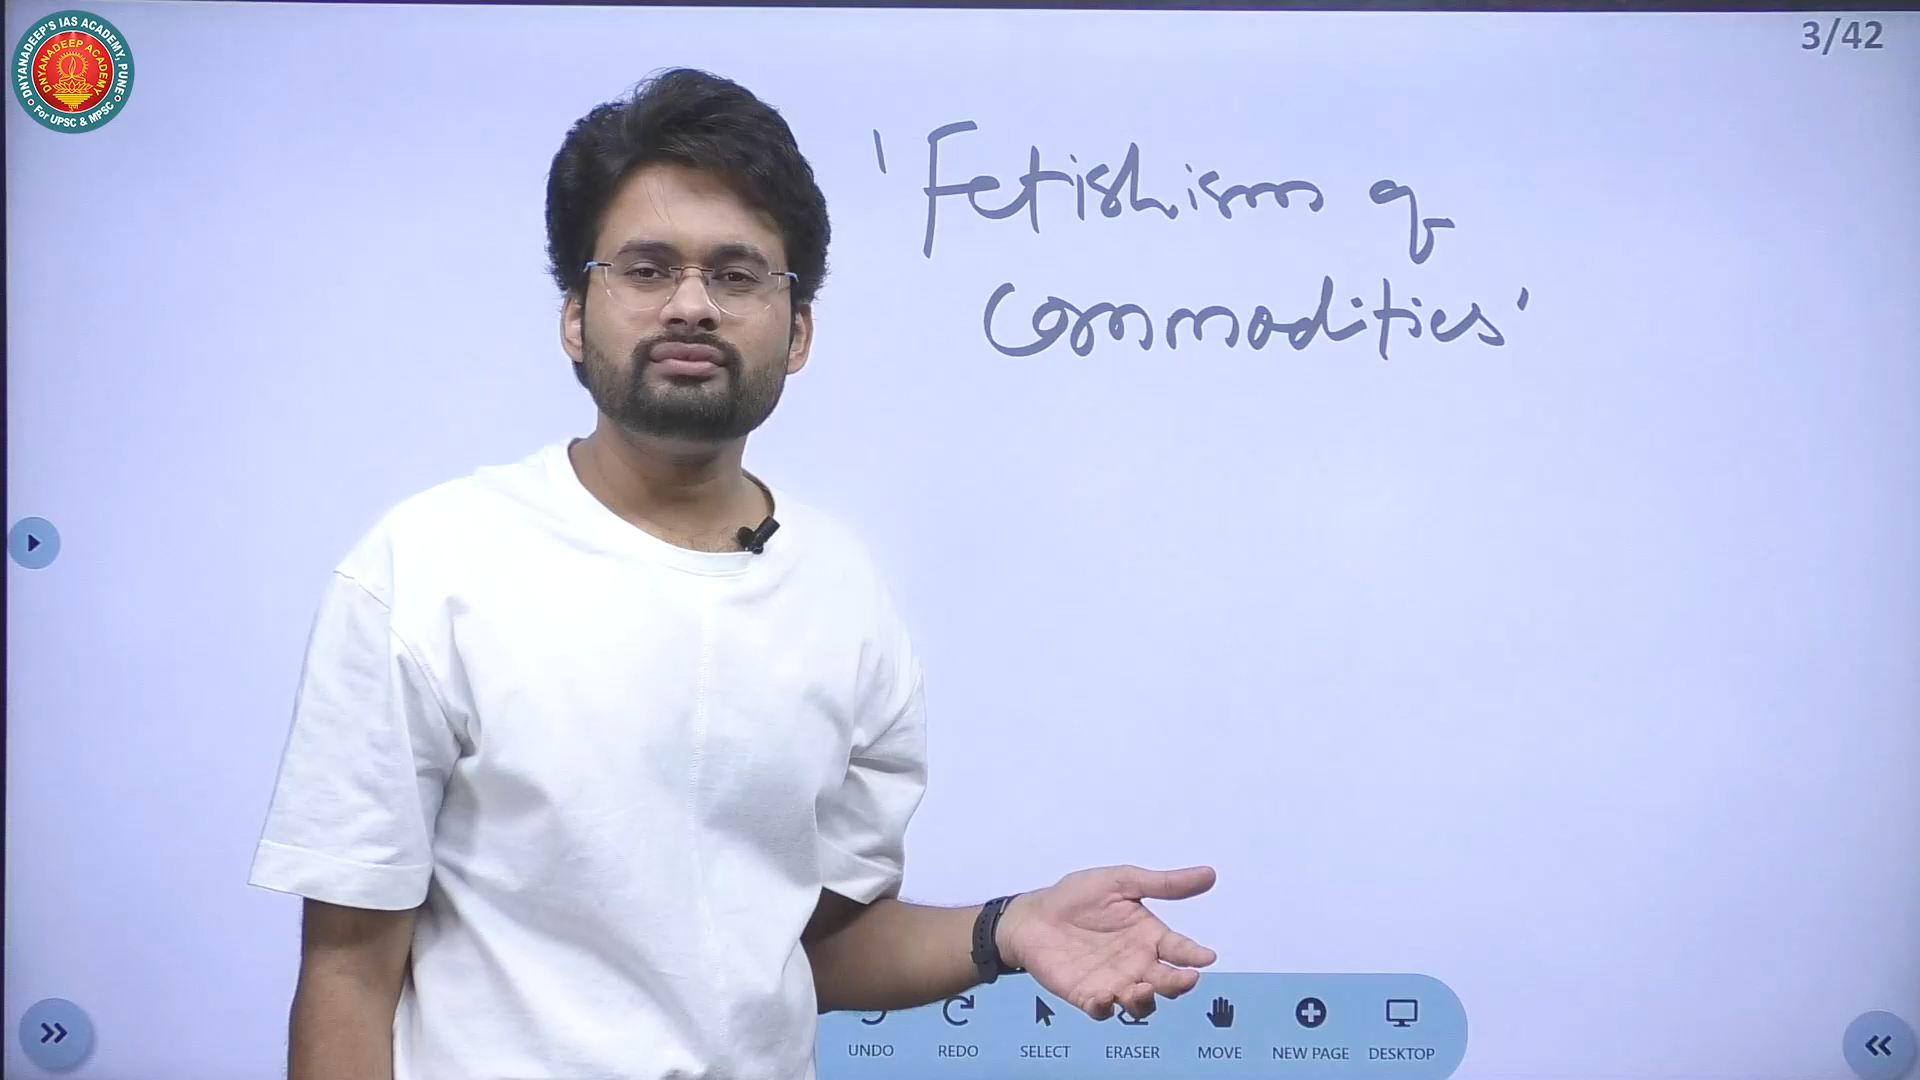 DNYANADEEP'S IAS ACADEMY, PUNE
DNYANADEEP ACADEMY
For UPSC & MPSC
3/42
'Fetishism of
Commodities'
UNDO REDO SELECT ERASER MOVE NEW PAGE DESKTOP